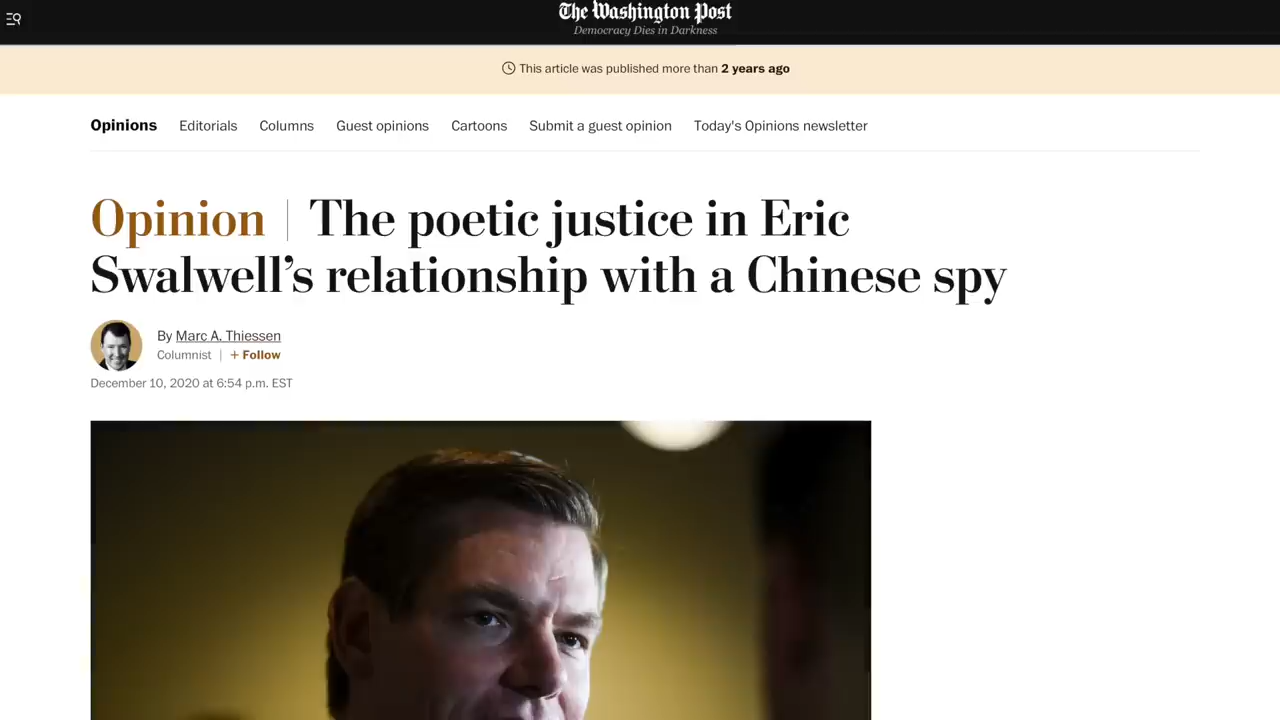 The Washington Post
Democracy Dies in Darkness
This article was published more than 2 years ago
Opinions Editorials Columns Guest opinions Cartoons Submit a guest opinion Today's Opinions newsletter
Opinion | The poetic justice in Eric
Swalwell’s relationship with a Chinese spy
By Marc A. Thiessen
Columnist | + Follow
December 10, 2020 at 6:54 p.m. EST